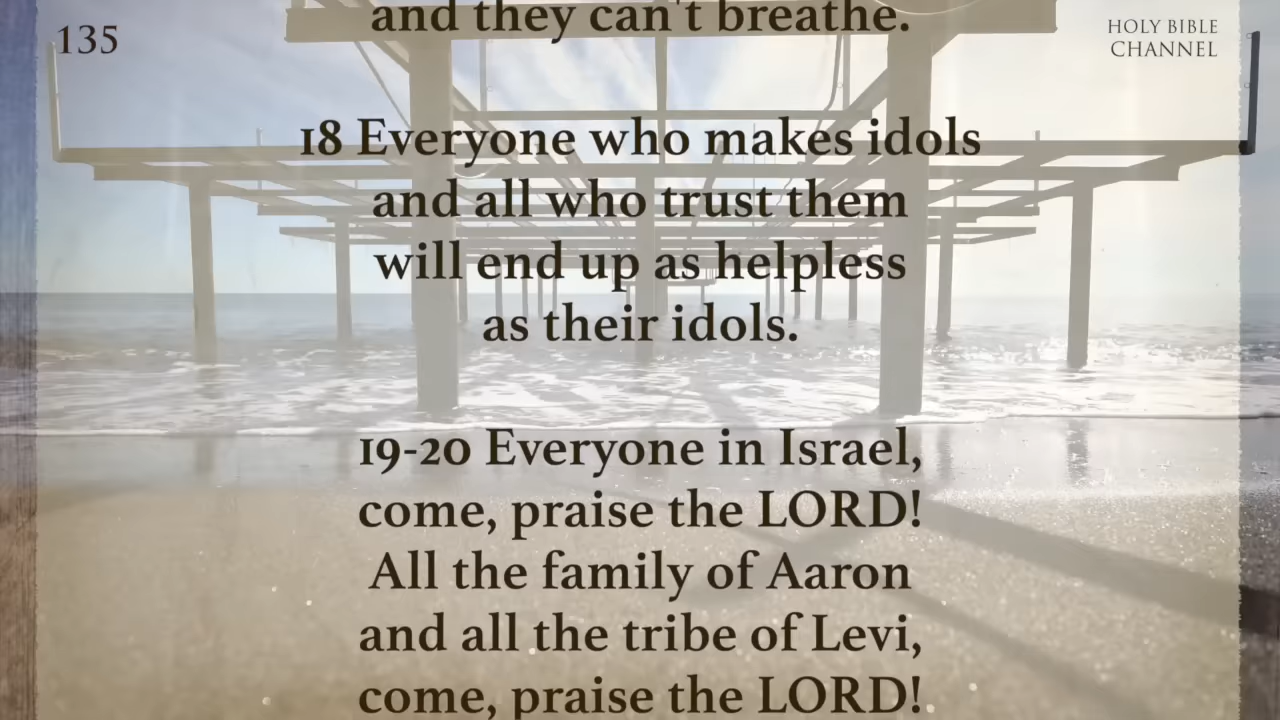 and they can't breathe.
135
HOLY BIBLE
CHANNEL
18 Everyone who makes idols
and all who trust them
will end up as helpless
as their idols.
19-20 Everyone in Israel,
come, praise the LORD!
All the family of Aaron
and all the tribe of Levi,
come, praise the LORD!